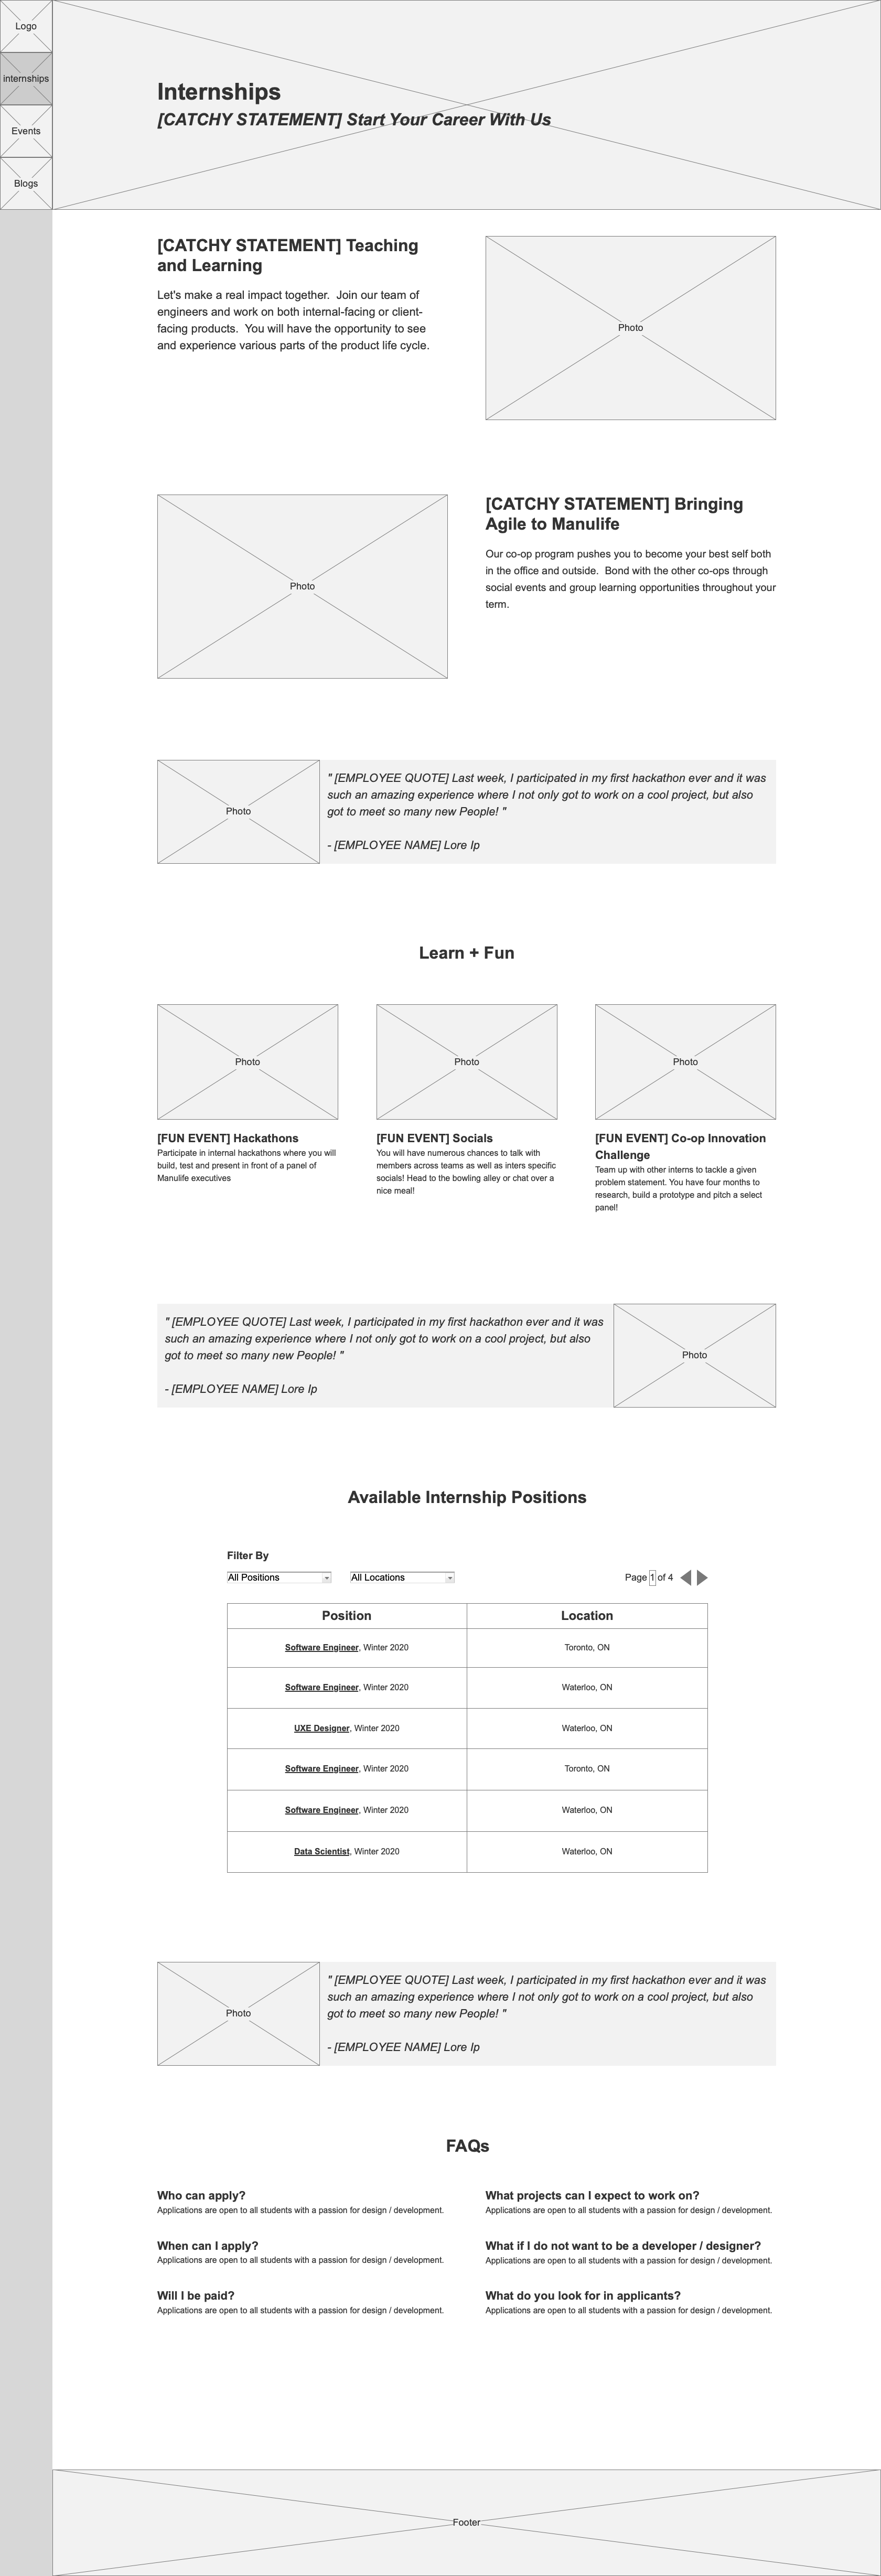 Logo
internships
Events
Blogs
Internships
[CATCHY STATEMENT] Start Your Career With Us
[CATCHY STATEMENT] Teaching
and Learning
Let's make a real impact together.  Join our team of
engineers and work on both internal-facing or client-
facing products.  You will have the opportunity to see
and experience various parts of the product life cycle.
Photo
Photo
[CATCHY STATEMENT] Bringing
Agile to Manulife
Our co-op program pushes you to become your best self both
in the office and outside.  Bond with the other co-ops through
social events and group learning opportunities throughout your
term.
Photo
" [EMPLOYEE QUOTE] Last week, I participated in my first hackathon ever and it was
such an amazing experience where I not only got to work on a cool project, but also
got to meet so many new People! "
- [EMPLOYEE NAME] Lore Ip
Learn + Fun
Photo
Photo
Photo
[FUN EVENT] Hackathons
Participate in internal hackathons where you will
build, test and present in front of a panel of
Manulife executives
[FUN EVENT] Socials
You will have numerous chances to talk with
members across teams as well as inters specific
socials! Head to the bowling alley or chat over a
nice meal!
[FUN EVENT] Co-op Innovation
Challenge
Team up with other interns to tackle a given
problem statement. You have four months to
research, build a prototype and pitch a select
panel!
" [EMPLOYEE QUOTE] Last week, I participated in my first hackathon ever and it was
such an amazing experience where I not only got to work on a cool project, but also
got to meet so many new People! "
- [EMPLOYEE NAME] Lore Ip
Photo
Available Internship Positions
Filter By
All Positions
All Locations
Page 1 of 4
Position
Location
Software Engineer, Winter 2020
Toronto, ON
Software Engineer, Winter 2020
Waterloo, ON
UXE Designer, Winter 2020
Waterloo, ON
Software Engineer, Winter 2020
Toronto, ON
Software Engineer, Winter 2020
Waterloo, ON
Data Scientist, Winter 2020
Waterloo, ON
Photo
" [EMPLOYEE QUOTE] Last week, I participated in my first hackathon ever and it was
such an amazing experience where I not only got to work on a cool project, but also
got to meet so many new People! "
- [EMPLOYEE NAME] Lore Ip
FAQs
Who can apply?
Applications are open to all students with a passion for design / development.
What projects can I expect to work on?
Applications are open to all students with a passion for design / development.
When can I apply?
Applications are open to all students with a passion for design / development.
What if I do not want to be a developer / designer?
Applications are open to all students with a passion for design / development.
Will I be paid?
Applications are open to all students with a passion for design / development.
What do you look for in applicants?
Applications are open to all students with a passion for design / development.
Footer